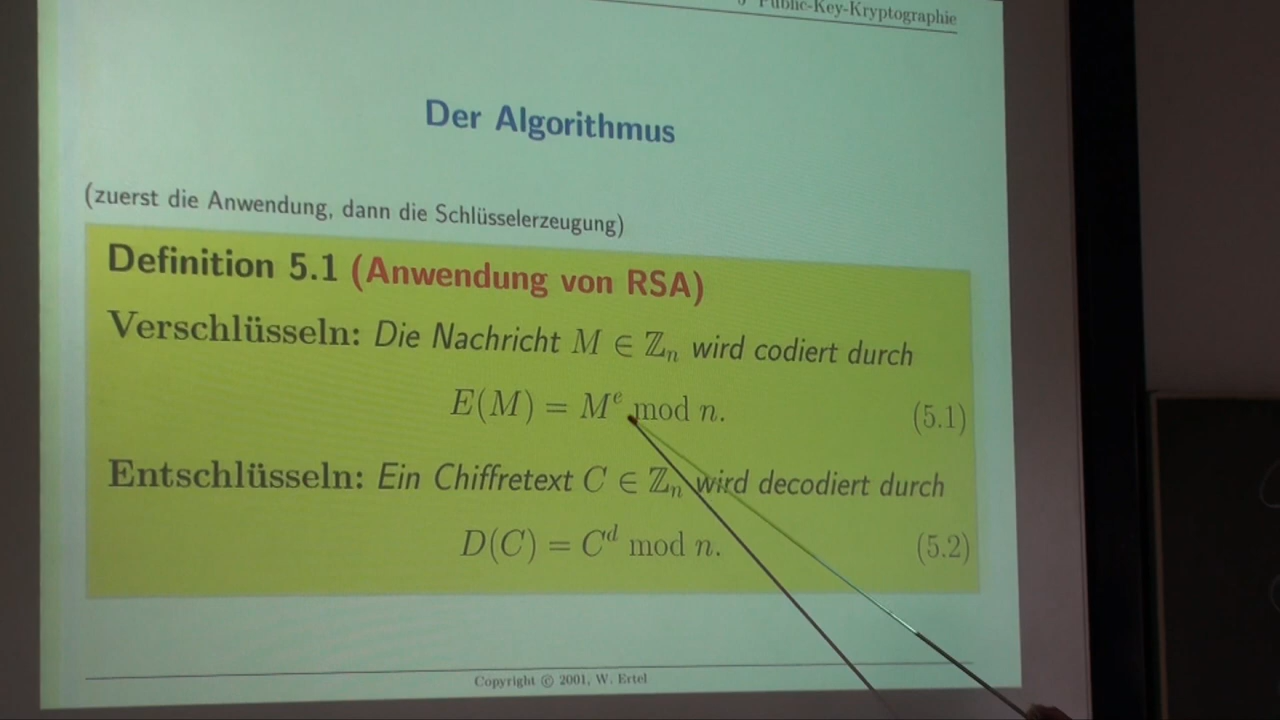 Public-Key-Kryptographie
Der Algorithmus
(zuerst die Anwendung, dann die Schlüsselerzeugung)
Definition 5.1 (Anwendung von RSA)
Verschlüsseln: Die Nachricht M ∈ ℤₙ wird codiert durch
E(M) = Mᵉ mod n. (5.1)
Entschlüsseln: Ein Chiffretext C ∈ ℤₙ wird decodiert durch
D(C) = Cᵈ mod n. (5.2)
Copyright © 2001, W. Ertel